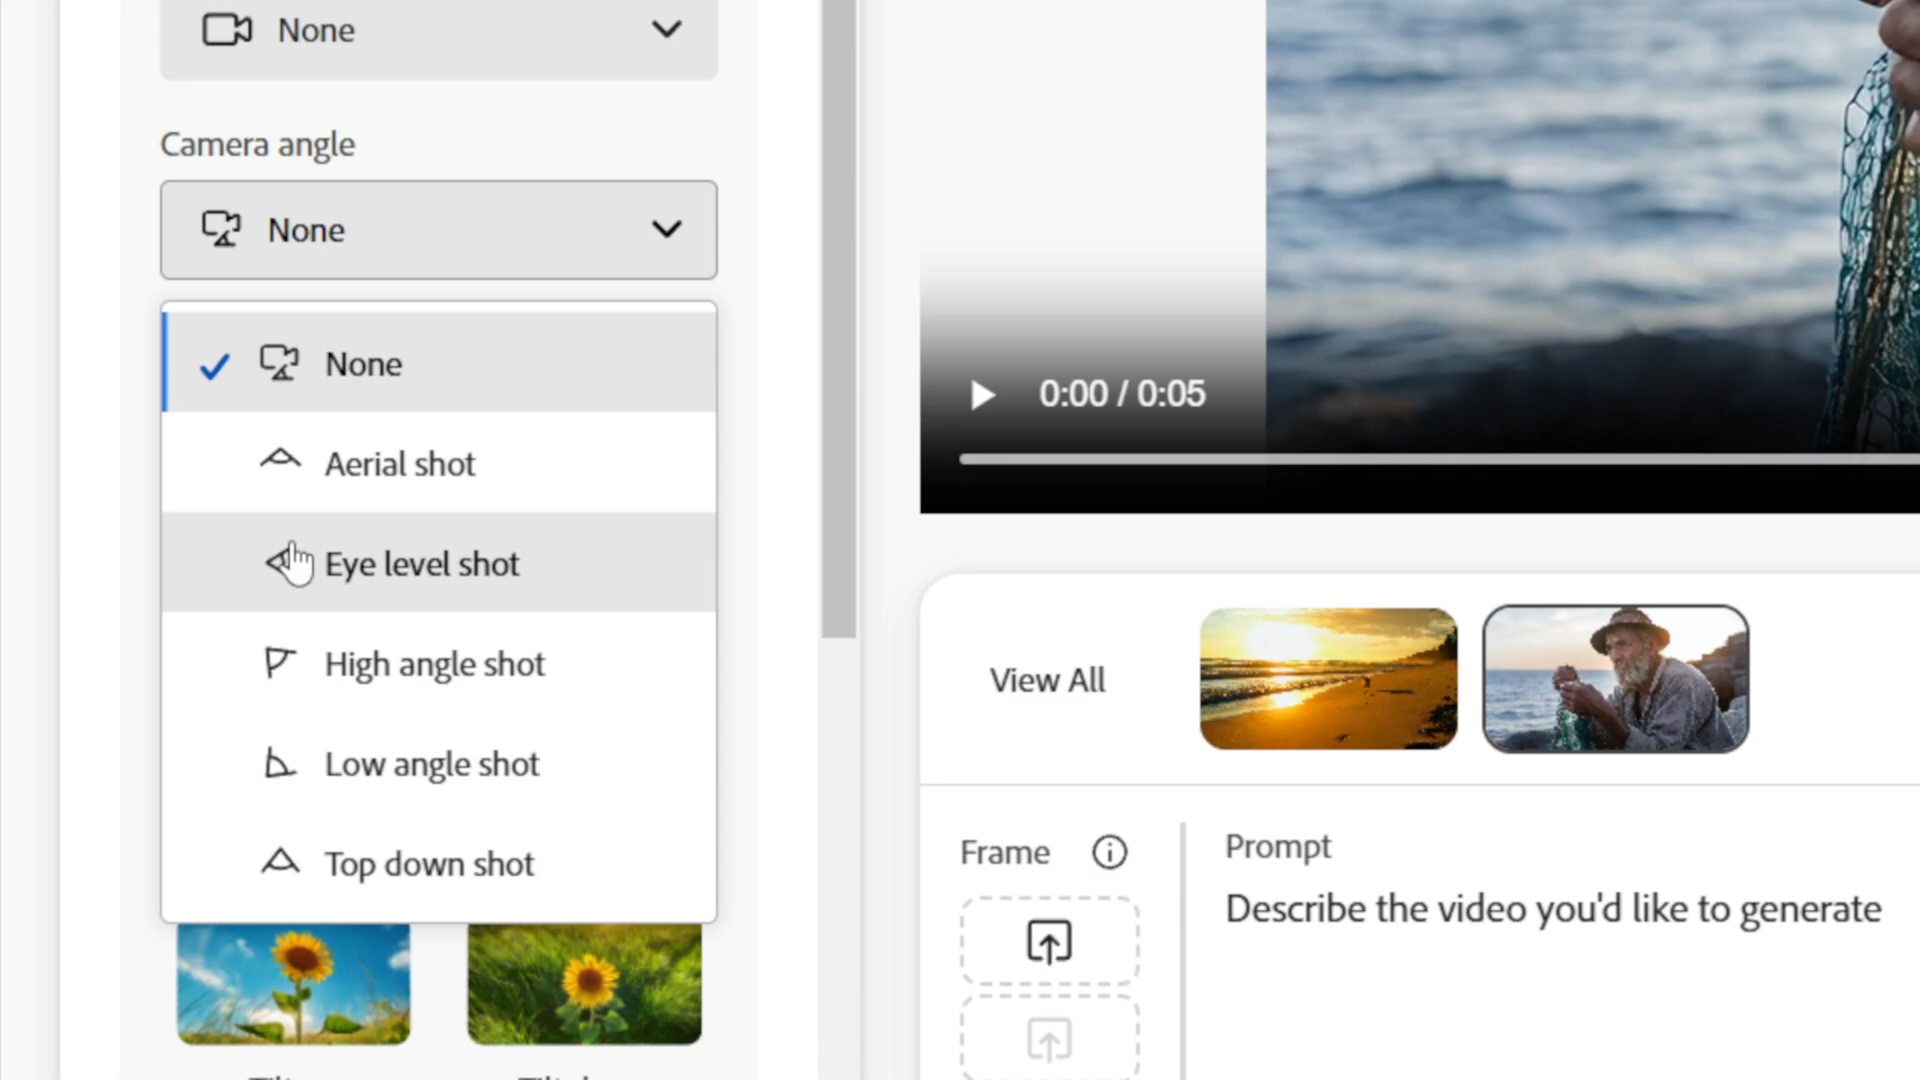 None
Camera angle
None
None
Aerial shot
Eye level shot
High angle shot
Low angle shot
Top down shot
0:00 / 0:05
View All
Frame
Prompt
Describe the video you'd like to generate